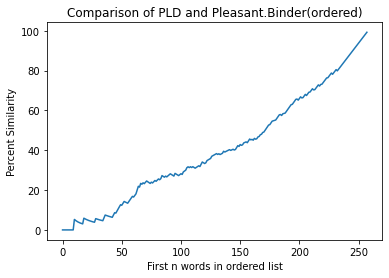 Comparison of PLD and Pleasant.Binder(ordered)
100
80
60
40
20
0
Percent Similarity
0 50 100 150 200 250
First n words in ordered list